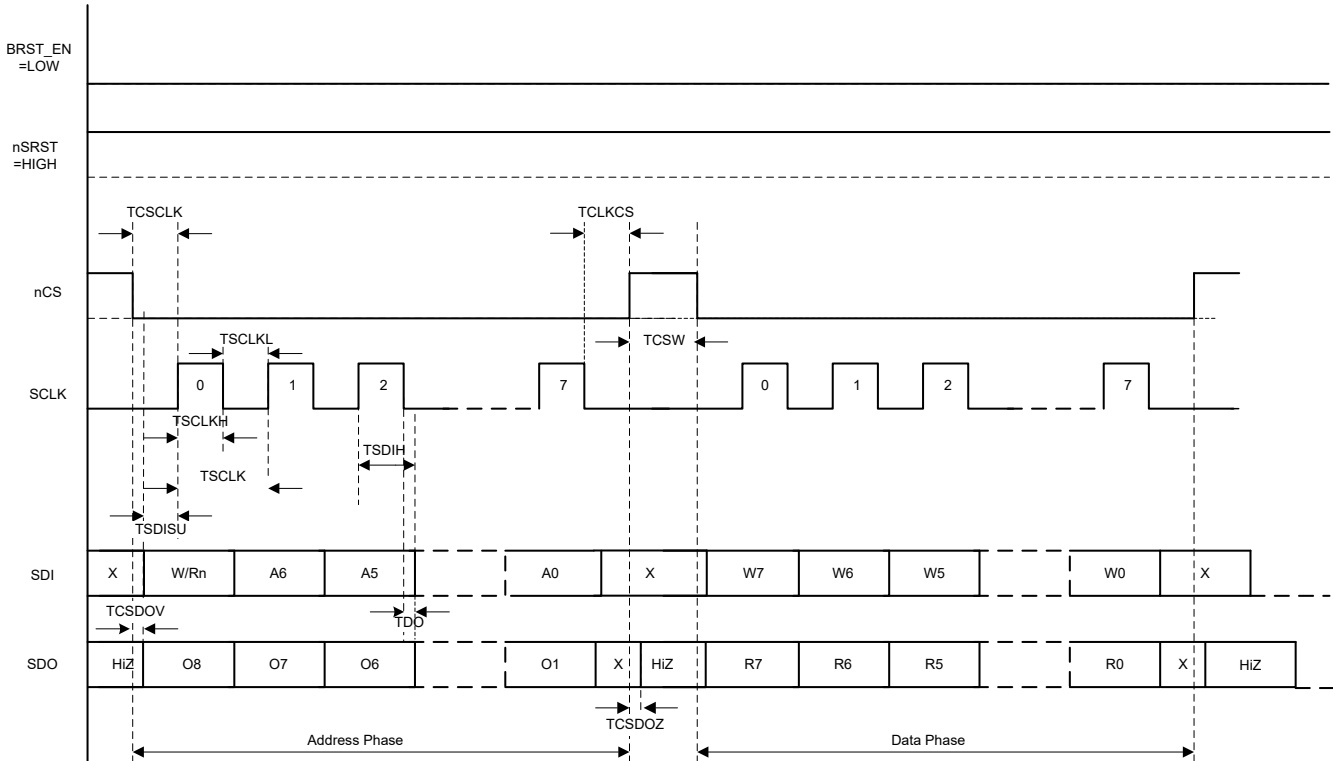 BRST_EN
=LOW
nSRST
=HIGH
TCSCLK
TCLKCS
nCS
TSCLKL
TCSW
SCLK
0
1
2
7
0
1
2
7
TSCLKH
TSDIH
TSCLK
TSDISU
SDI
X
W/Rn
A6
A5
A0
X
W7
W6
W5
W0
X
TCSDOV
TDO
SDO
HiZ
O8
O7
O6
O1
X
HiZ
R7
R6
R5
R0
X
HiZ
TCSDOZ
Address Phase
Data Phase